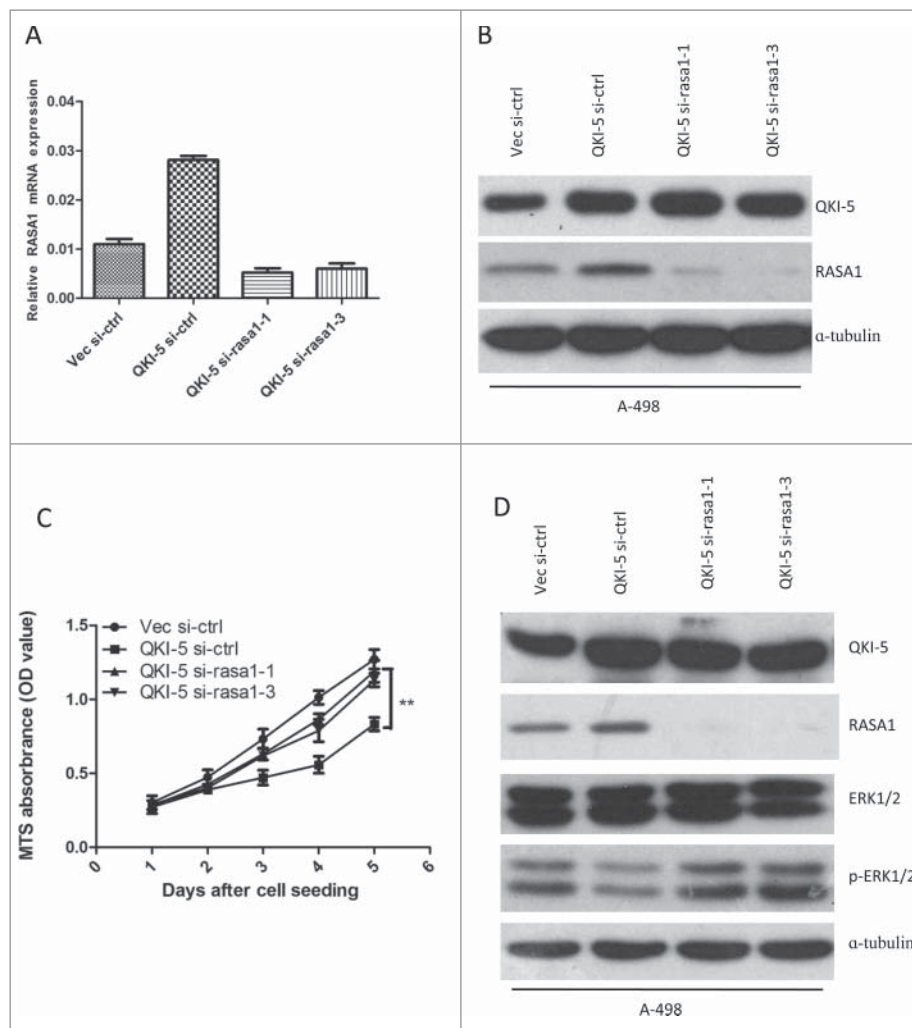 A
Relative RASA1 mRNA expression
0.04
0.03
0.02
0.01
0.00
Vec si-ctrl
QKI-5 si-ctrl
QKI-5 si-rasa1-1
QKI-5 si-rasa1-3
B
Vec si-ctrl
QKI-5 si-ctrl
QKI-5 si-rasa1-1
QKI-5 si-rasa1-3
QKI-5
RASA1
α-tubulin
A-498
C
MTS absorbrance (OD value)
1.5
1.0
0.5
0.0
Vec si-ctrl
QKI-5 si-ctrl
QKI-5 si-rasa1-1
QKI-5 si-rasa1-3
**
0 1 2 3 4 5 6
Days after cell seeding
D
Vec si-ctrl
QKI-5 si-ctrl
QKI-5 si-rasa1-1
QKI-5 si-rasa1-3
QKI-5
RASA1
ERK1/2
p-ERK1/2
α-tubulin
A-498